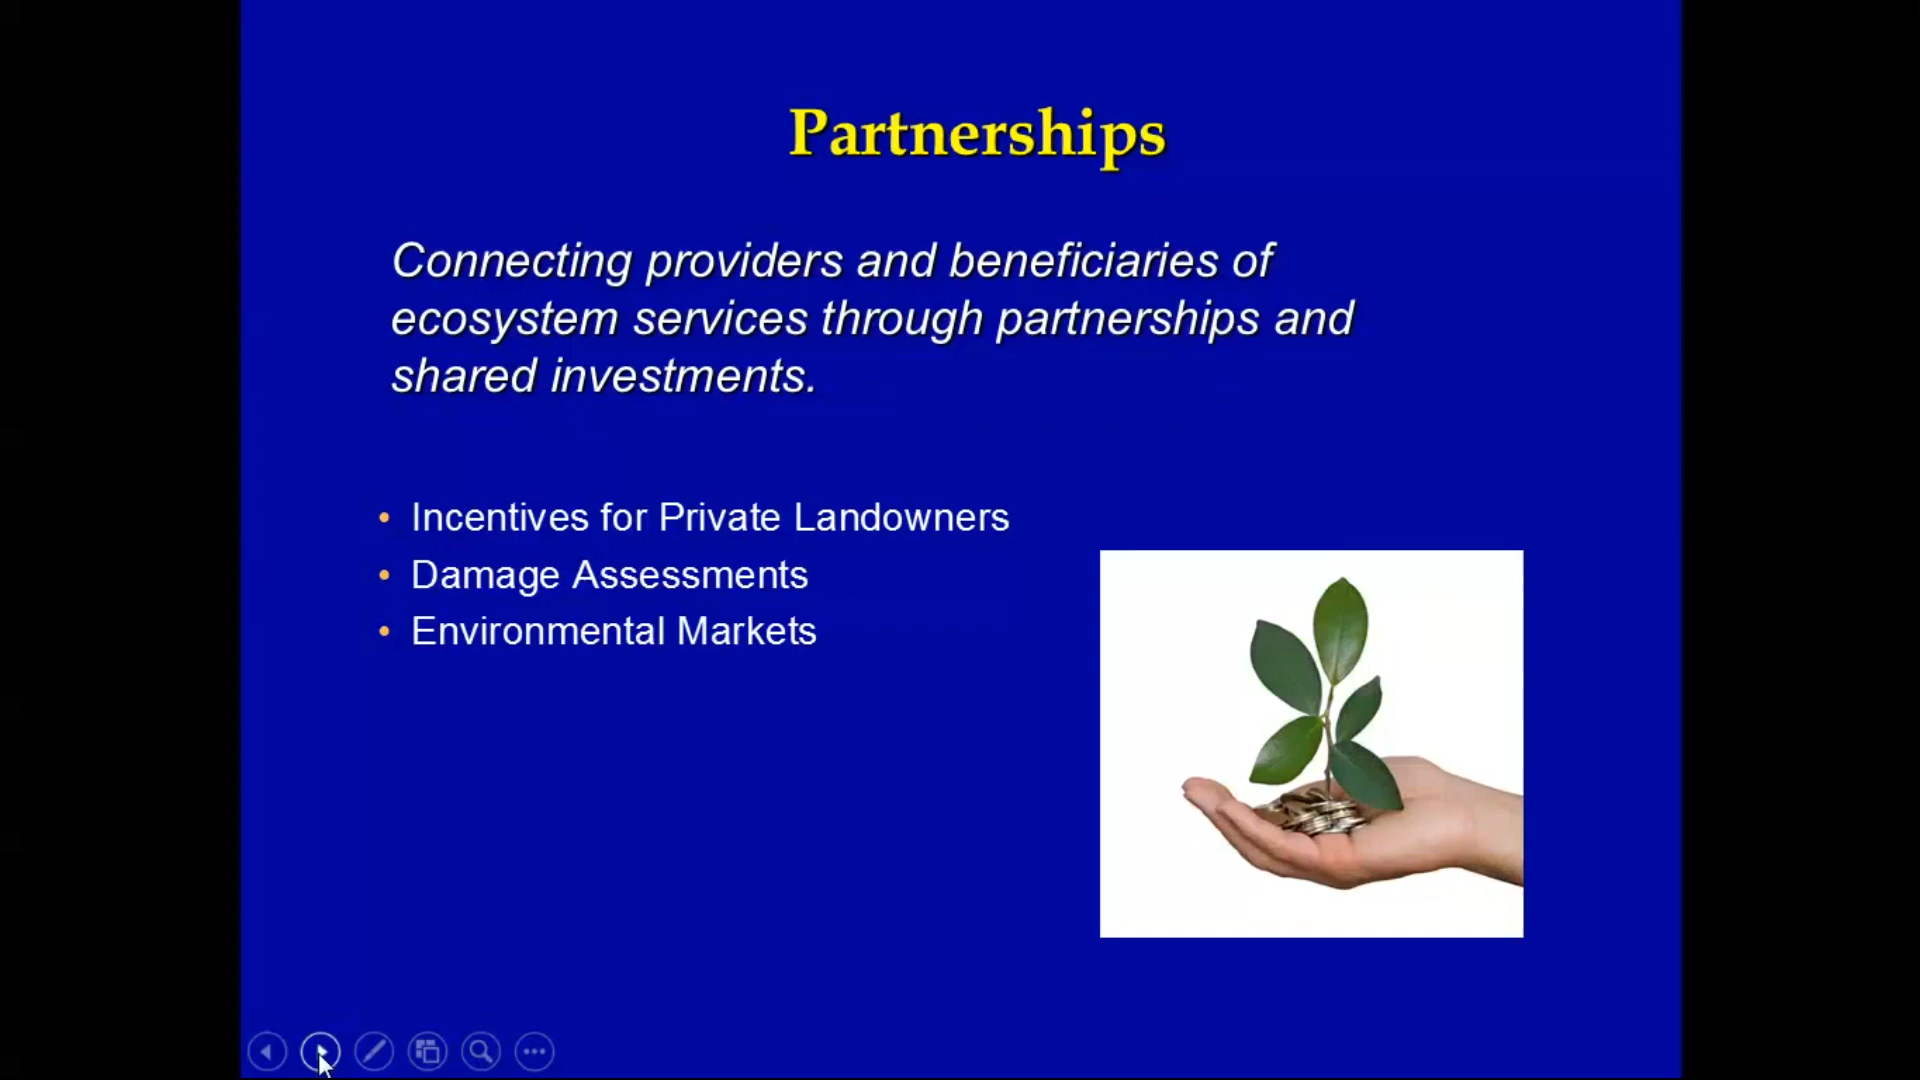 Partnerships
Connecting providers and beneficiaries of
ecosystem services through partnerships and
shared investments.
• Incentives for Private Landowners
• Damage Assessments
• Environmental Markets